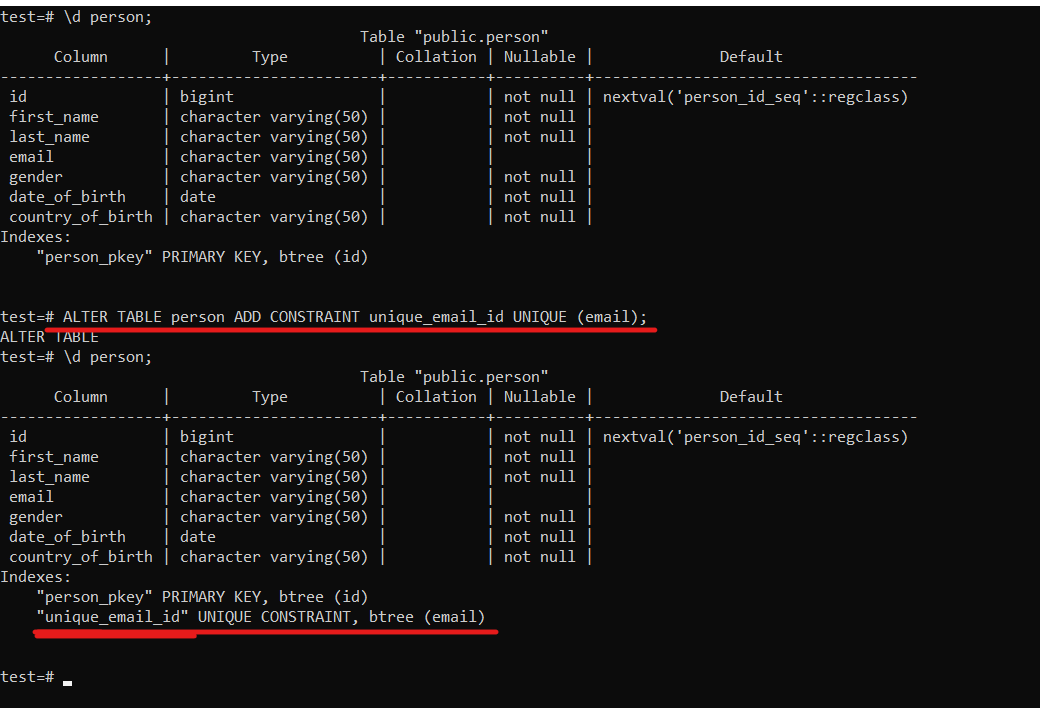 test=# \d person;
                                        Table "public.person"
      Column      |         Type          | Collation | Nullable |              Default
------------------+-----------------------+-----------+----------+------------------------------------
 id               | bigint                |           | not null | nextval('person_id_seq'::regclass)
 first_name       | character varying(50) |           | not null |
 last_name        | character varying(50) |           | not null |
 email            | character varying(50) |           |          |
 gender           | character varying(50) |           | not null |
 date_of_birth    | date                  |           | not null |
 country_of_birth | character varying(50) |           | not null |
Indexes:
    "person_pkey" PRIMARY KEY, btree (id)
test=# ALTER TABLE person ADD CONSTRAINT unique_email_id UNIQUE (email);
ALTER TABLE
test=# \d person;
                                        Table "public.person"
      Column      |         Type          | Collation | Nullable |              Default
------------------+-----------------------+-----------+----------+------------------------------------
 id               | bigint                |           | not null | nextval('person_id_seq'::regclass)
 first_name       | character varying(50) |           | not null |
 last_name        | character varying(50) |           | not null |
 email            | character varying(50) |           |          |
 gender           | character varying(50) |           | not null |
 date_of_birth    | date                  |           | not null |
 country_of_birth | character varying(50) |           | not null |
Indexes:
    "person_pkey" PRIMARY KEY, btree (id)
    "unique_email_id" UNIQUE CONSTRAINT, btree (email)
test=#